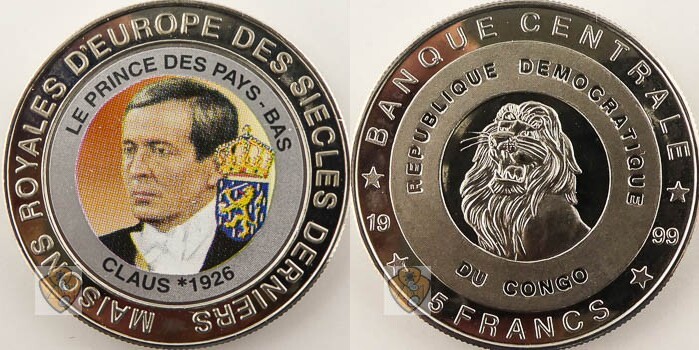 MAISONS ROYALES D'EUROPE DES SIECLES DERNIERS
LE PRINCE DES PAYS-BAS
CLAUS *1926
BANQUE CENTRALE
REPUBLIQUE DEMOCRATIQUE
DU CONGO
19 99
5 FRANCS